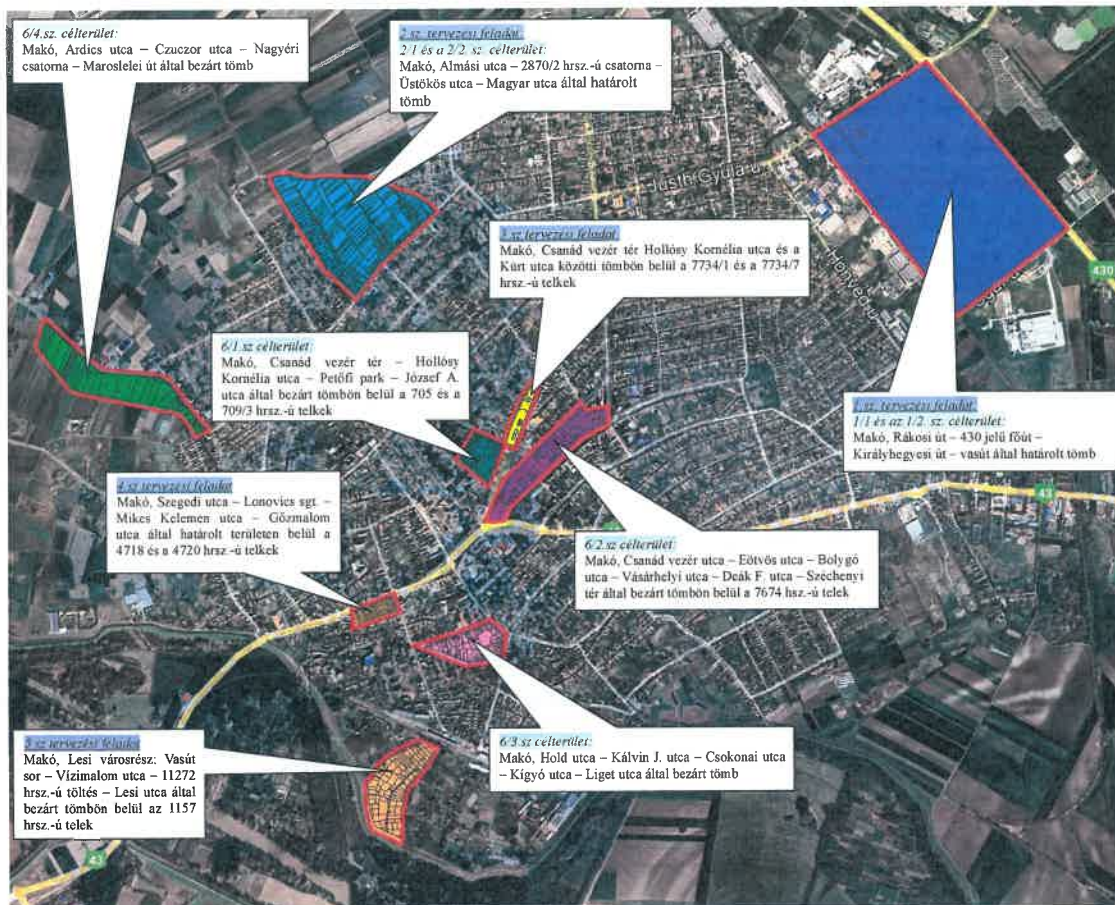 6/4.sz. célterület:
Makó, Ardics utca – Czuczor utca – Nagyéri
csatorna – Maroslelei út által bezárt tömb
2 sz. tervezési feladat:
2/1 és a 2/2. sz. célterület:
Makó, Almási utca – 2870/2 hrsz.-ú csatorna –
Üstökös utca – Magyar utca által határolt
tömb
Justh Gyula u
3 sz. tervezési feladat
Makó, Csanád vezér tér Hollósy Kornélia utca és a
Kürt utca közötti tömbön belül a 7734/1 és a 7734/7
hrsz.-ú telkek
Honvéd u
430
6/1.sz célterület:
Makó, Csanád vezér tér – Hollósy
Kornélia utca – Petőfi park – József A.
utca által bezárt tömbön belül a 705 és a
709/3 hrsz.-ú telkek
1.sz. tervezési feladat:
1/1 és az 1/2. sz. célterület:
Makó, Rákosi út – 430 jelű főút –
Királyhegyesi út – vasút által határolt tömb
4.sz tervezési feladat
Makó, Szegedi utca – Lonovics sgt. –
Mikes Kelemen utca – Gőzmalom
utca által határolt területen belül a
4718 és a 4720 hrsz.-ú telkek
43
6/2.sz célterület:
Makó, Csanád vezér utca – Eötvös utca – Bolygó
utca – Vásárhelyi utca – Deák F. utca – Széchenyi
tér által bezárt tömbön belül a 7674 hsz.-ú telek
5 sz tervezési feladat
Makó, Lesi városrész: Vasút
sor – Vízimalom utca – 11272
hrsz.-ú töltés – Lesi utca által
bezárt tömbön belül az 1157
hrsz.-ú telek
6/3.sz célterület:
Makó, Hold utca – Kálvin J. utca – Csokonai utca
– Kígyó utca – Liget utca által bezárt tömb
43